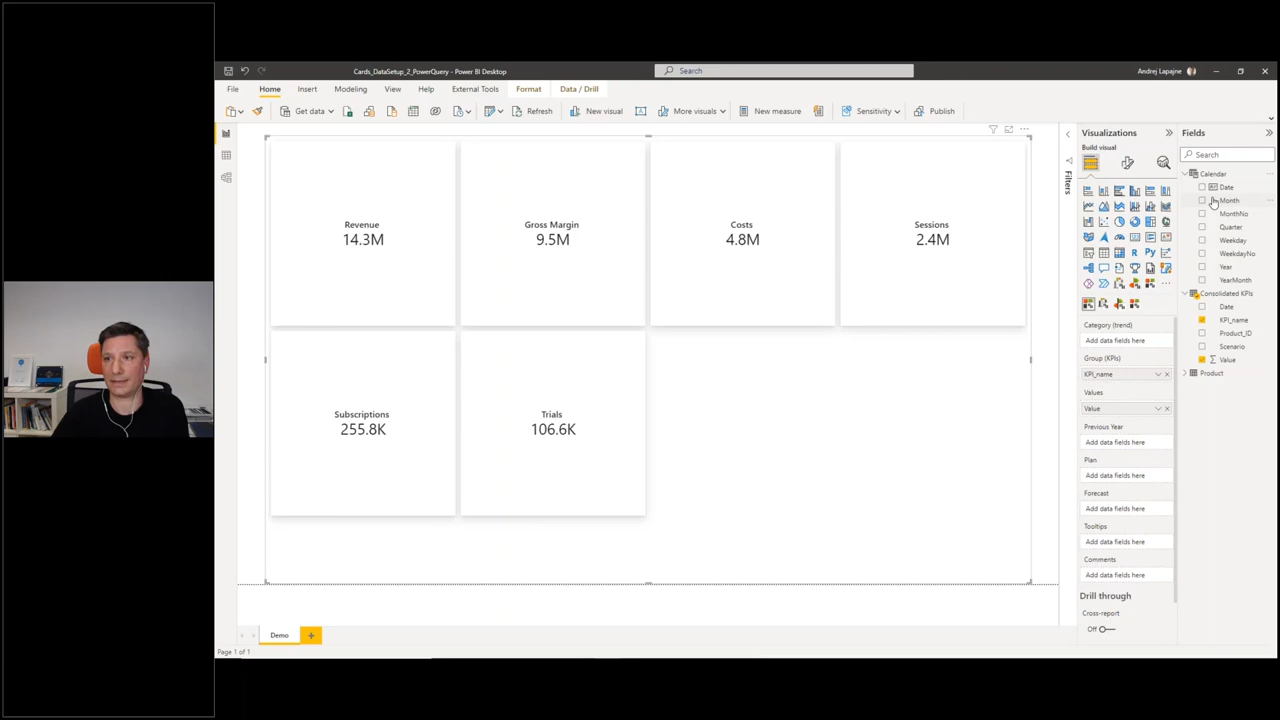 Cards_DataSetup_2_PowerQuery - Power BI Desktop
Search
Andrej Lapajne
File
Home
Insert
Modeling
View
Help
External Tools
Format
Data / Drill
Get data
Refresh
New visual
More visuals
New measure
Sensitivity
Publish
Revenue
14.3M
Gross Margin
9.5M
Costs
4.8M
Sessions
2.4M
Subscriptions
255.8K
Trials
106.6K
Filters
Visualizations
Build visual
Category (trend)
Add data fields here
Group (KPIs)
KPI_name
Values
Value
Previous Year
Add data fields here
Plan
Add data fields here
Forecast
Add data fields here
Tooltips
Add data fields here
Comments
Add data fields here
Drill through
Cross-report
Off
Fields
Search
Calendar
Date
Month
MonthNo
Quarter
Weekday
WeekdayNo
Year
YearMonth
Consolidated KPIs
Date
KPI_name
Product_ID
Scenario
Value
Product
Demo
Page 1 of 1